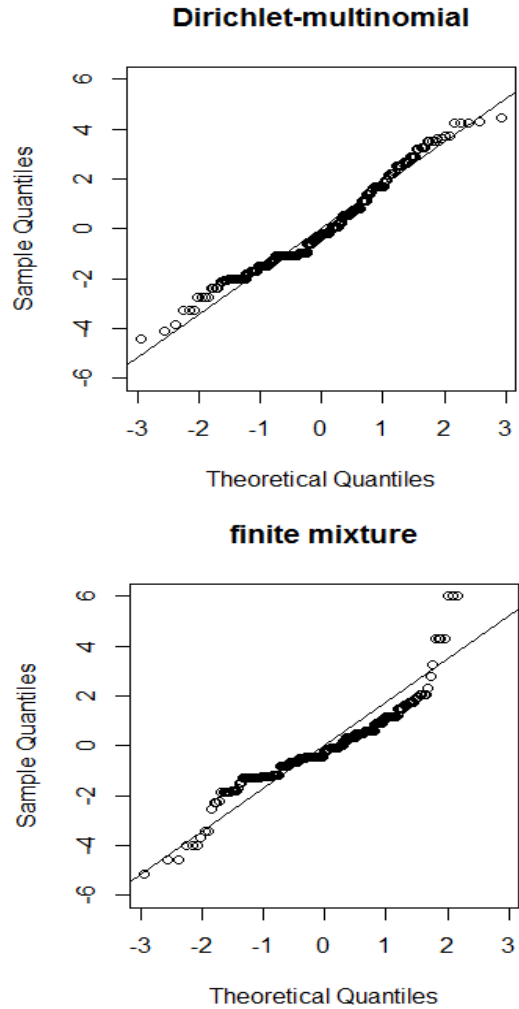 Dirichlet-multinomial
6
4
2
0
-2
-4
-6
Sample Quantiles
-3 -2 -1 0 1 2 3
Theoretical Quantiles
finite mixture
6
4
2
0
-2
-4
-6
Sample Quantiles
-3 -2 -1 0 1 2 3
Theoretical Quantiles